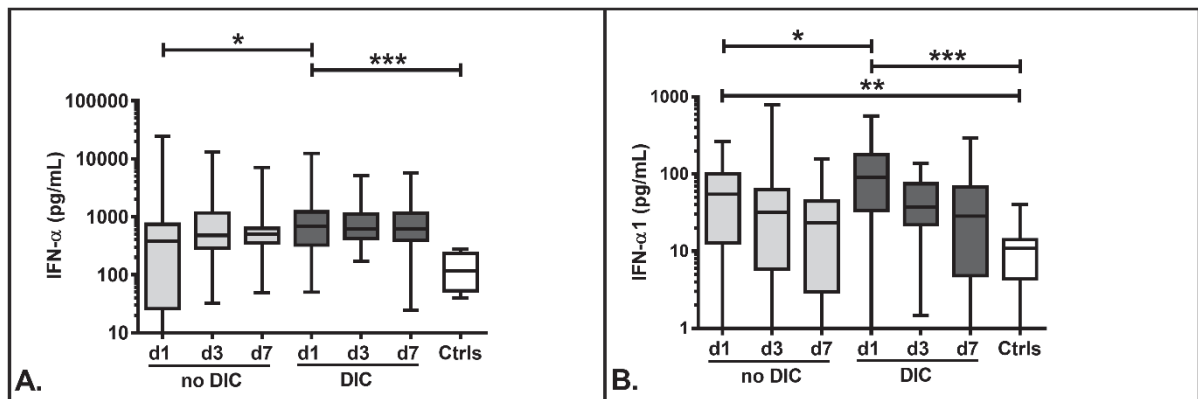 *
***
100000
10000
1000
100
10
IFN-α (pg/mL)
d1 d3 d7 d1 d3 d7 Ctrls
no DIC DIC
A.
*
***
**
1000
100
10
1
IFN-α1 (pg/mL)
d1 d3 d7 d1 d3 d7 Ctrls
no DIC DIC
B.